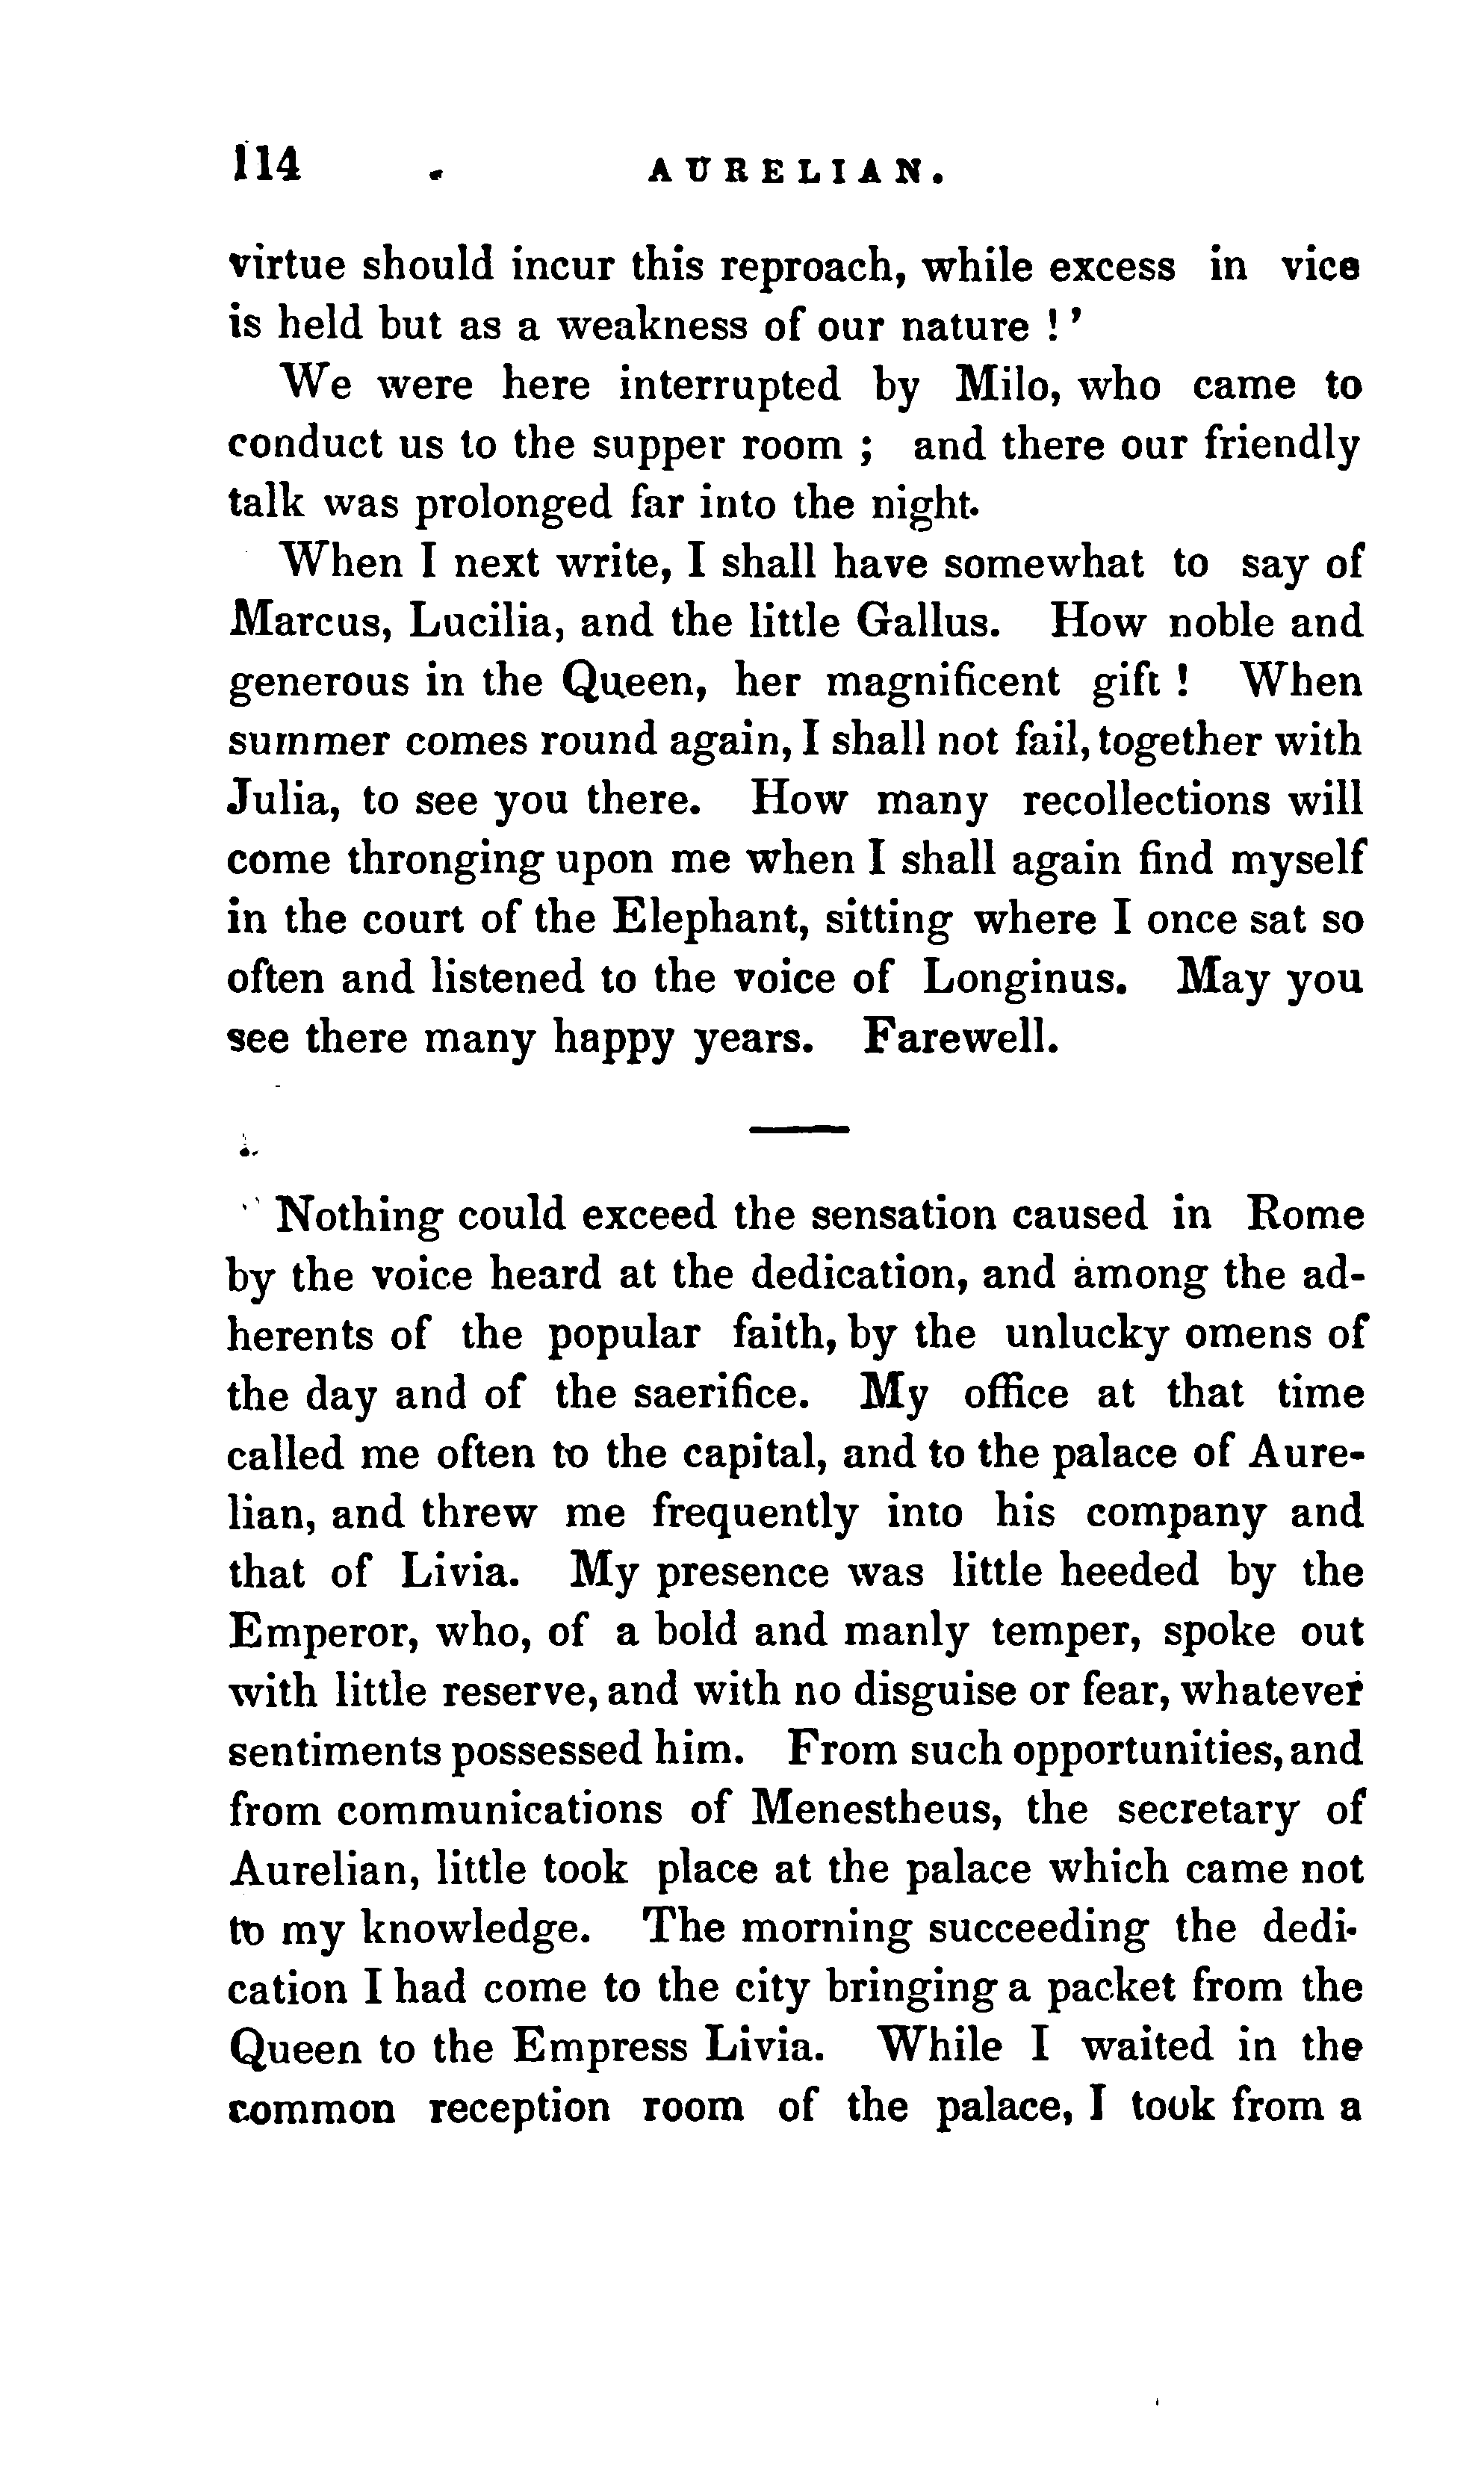 114 AURELIAN.
virtue should incur this reproach, while excess in vice
is held but as a weakness of our nature !’
We were here interrupted by Milo, who came to
conduct us to the supper room ; and there our friendly
talk was prolonged far into the night.
When I next write, I shall have somewhat to say of
Marcus, Lucilia, and the little Gallus. How noble and
generous in the Queen, her magnificent gift ! When
summer comes round again, I shall not fail, together with
Julia, to see you there. How many recollections will
come thronging upon me when I shall again find myself
in the court of the Elephant, sitting where I once sat so
often and listened to the voice of Longinus. May you
see there many happy years. Farewell.
Nothing could exceed the sensation caused in Rome
by the voice heard at the dedication, and among the ad-
herents of the popular faith, by the unlucky omens of
the day and of the saerifice. My office at that time
called me often to the capital, and to the palace of Aure-
lian, and threw me frequently into his company and
that of Livia. My presence was little heeded by the
Emperor, who, of a bold and manly temper, spoke out
with little reserve, and with no disguise or fear, whatever
sentiments possessed him. From such opportunities, and
from communications of Menestheus, the secretary of
Aurelian, little took place at the palace which came not
to my knowledge. The morning succeeding the dedi-
cation I had come to the city bringing a packet from the
Queen to the Empress Livia. While I waited in the
common reception room of the palace, I took from a